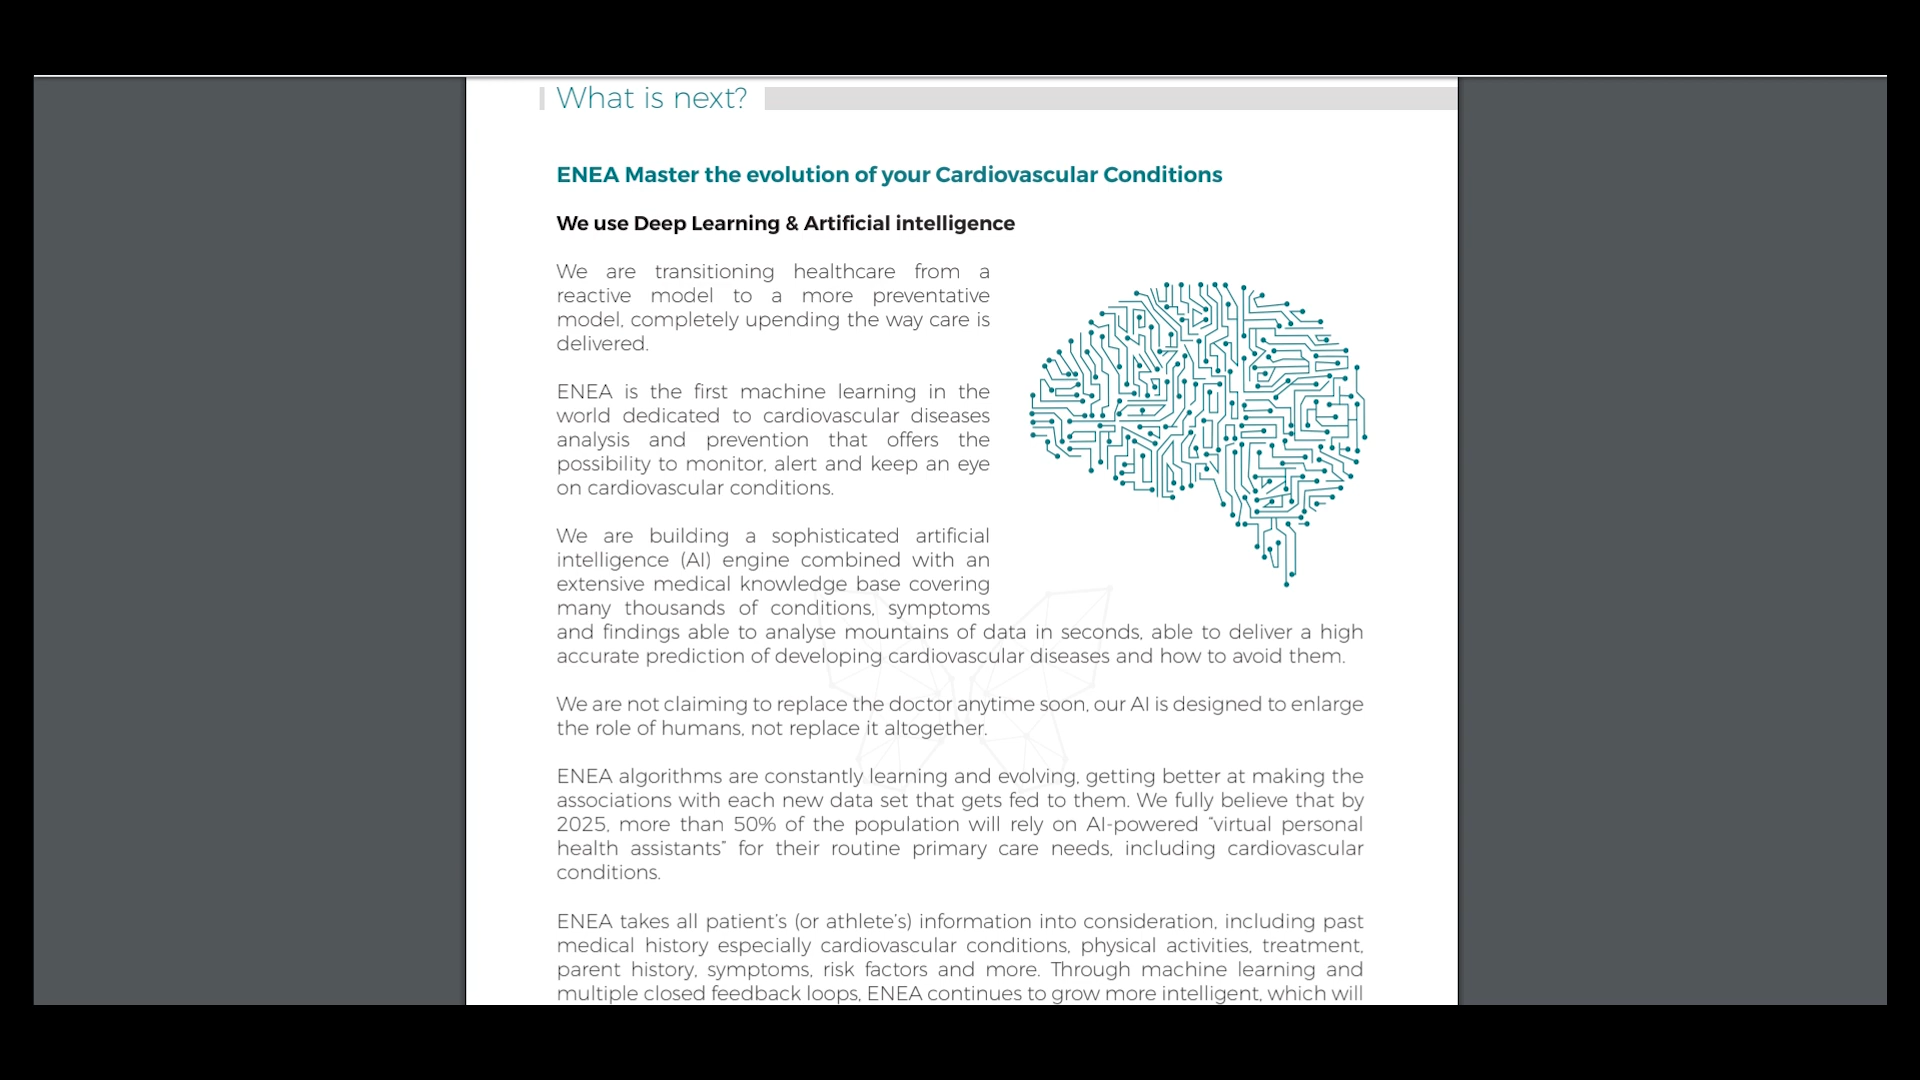 What is next?
ENEA Master the evolution of your Cardiovascular Conditions
We use Deep Learning & Artificial intelligence
We are transitioning healthcare from a
reactive model to a more preventative
model, completely upending the way care is
delivered.
ENEA is the first machine learning in the
world dedicated to cardiovascular diseases
analysis and prevention that offers the
possibility to monitor, alert and keep an eye
on cardiovascular conditions.
We are building a sophisticated artificial
intelligence (AI) engine combined with an
extensive medical knowledge base covering
many thousands of conditions, symptoms
and findings able to analyse mountains of data in seconds, able to deliver a high
accurate prediction of developing cardiovascular diseases and how to avoid them.
We are not claiming to replace the doctor anytime soon, our AI is designed to enlarge
the role of humans, not replace it altogether.
ENEA algorithms are constantly learning and evolving, getting better at making the
associations with each new data set that gets fed to them. We fully believe that by
2025, more than 50% of the population will rely on AI-powered “virtual personal
health assistants” for their routine primary care needs, including cardiovascular
conditions.
ENEA takes all patient’s (or athlete’s) information into consideration, including past
medical history especially cardiovascular conditions, physical activities, treatment,
parent history, symptoms, risk factors and more. Through machine learning and
multiple closed feedback loops, ENEA continues to grow more intelligent, which will